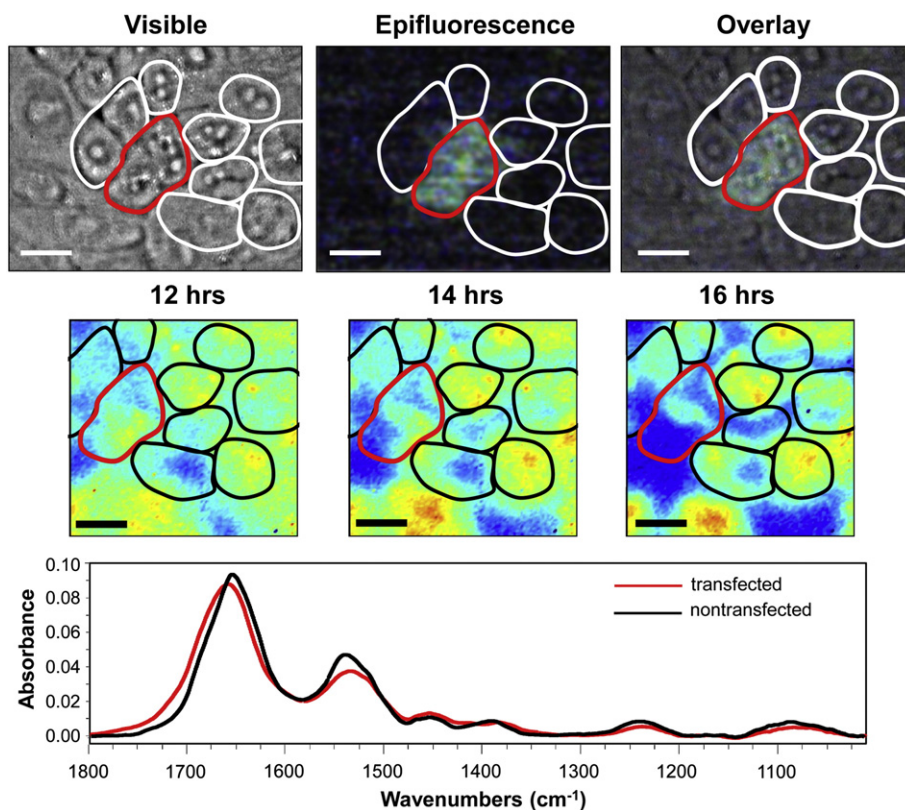 Visible Epifluorescence Overlay
12 hrs 14 hrs 16 hrs
0.10
0.08
0.06
0.04
0.02
0.00
Absorbance
transfected
nontransfected
1800 1700 1600 1500 1400 1300 1200 1100
Wavenumbers (cm⁻¹)